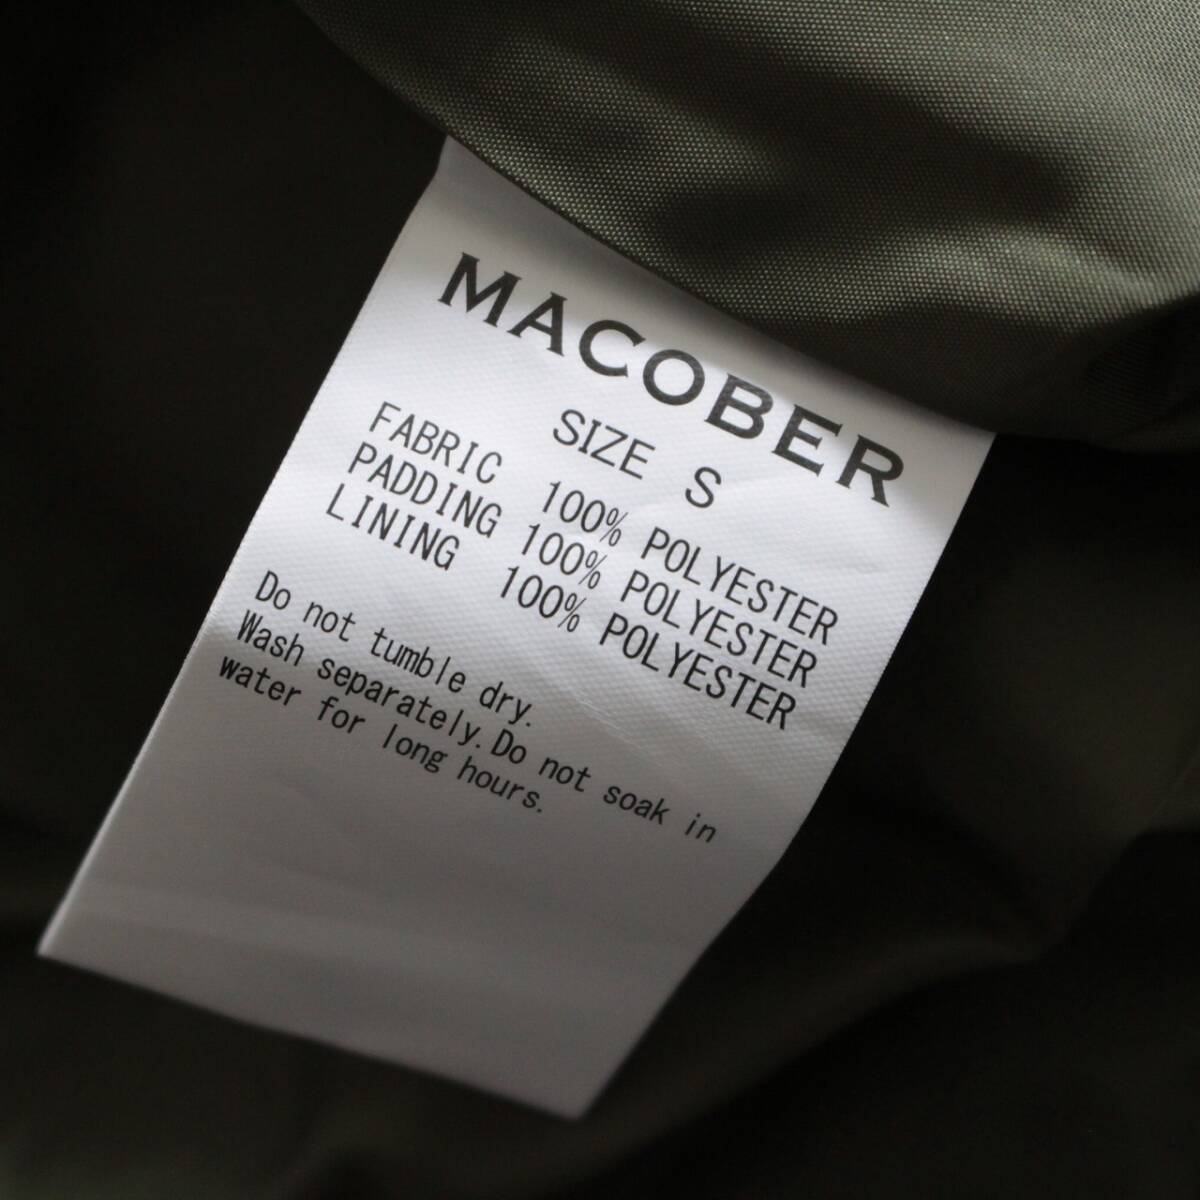 MACOBER
SIZE S
FABRIC 100% POLYESTER
PADDING 100% POLYESTER
LINING 100% POLYESTER
Do not tumble dry.
Wash separately. Do not soak in
water for long hours.